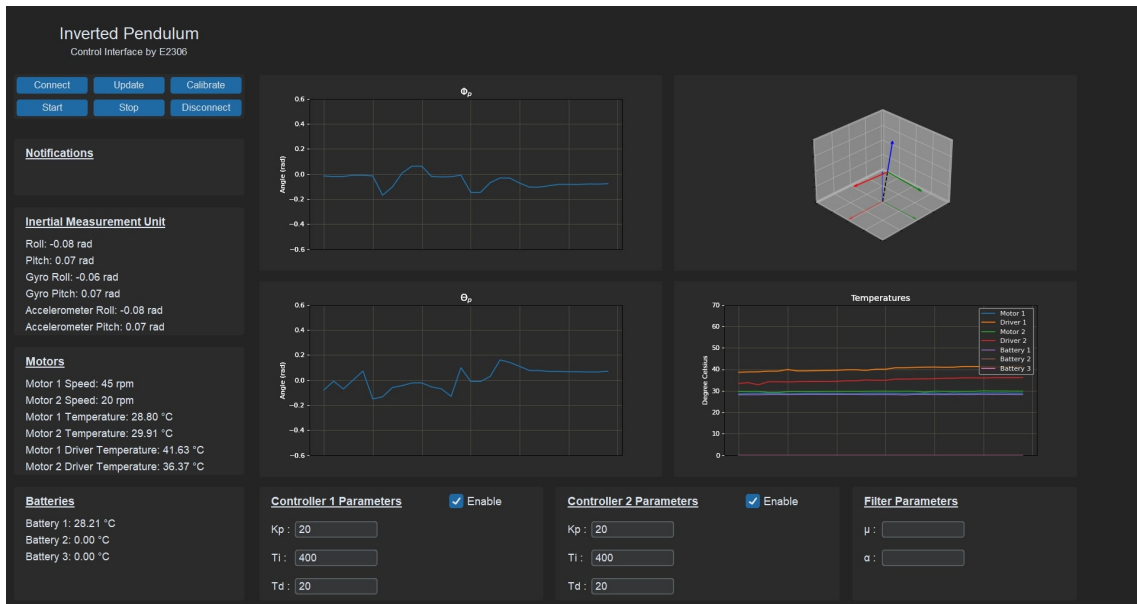 Inverted Pendulum
Control Interface by E2306
Connect Update Calibrate
Start Stop Disconnect
Notifications
Inertial Measurement Unit
Roll: -0.08 rad
Pitch: 0.07 rad
Gyro Roll: -0.06 rad
Gyro Pitch: 0.07 rad
Accelerometer Roll: -0.08 rad
Accelerometer Pitch: 0.07 rad
Motors
Motor 1 Speed: 45 rpm
Motor 2 Speed: 20 rpm
Motor 1 Temperature: 28.80 °C
Motor 2 Temperature: 29.91 °C
Motor 1 Driver Temperature: 41.63 °C
Motor 2 Driver Temperature: 36.37 °C
Batteries
Battery 1: 28.21 °C
Battery 2: 0.00 °C
Battery 3: 0.00 °C
Φp
Angle (rad)
0.6
0.4
0.2
0.0
−0.2
−0.4
−0.6
Θp
Angle (rad)
0.6
0.4
0.2
0.0
−0.2
−0.4
−0.6
Temperatures
Degree Celsius
70
60
50
40
30
20
10
0
Motor 1
Driver 1
Motor 2
Driver 2
Battery 1
Battery 2
Battery 3
Controller 1 Parameters Enable
Kp : 20
Ti : 400
Td : 20
Controller 2 Parameters Enable
Kp : 20
Ti : 400
Td : 20
Filter Parameters
μ :
α :